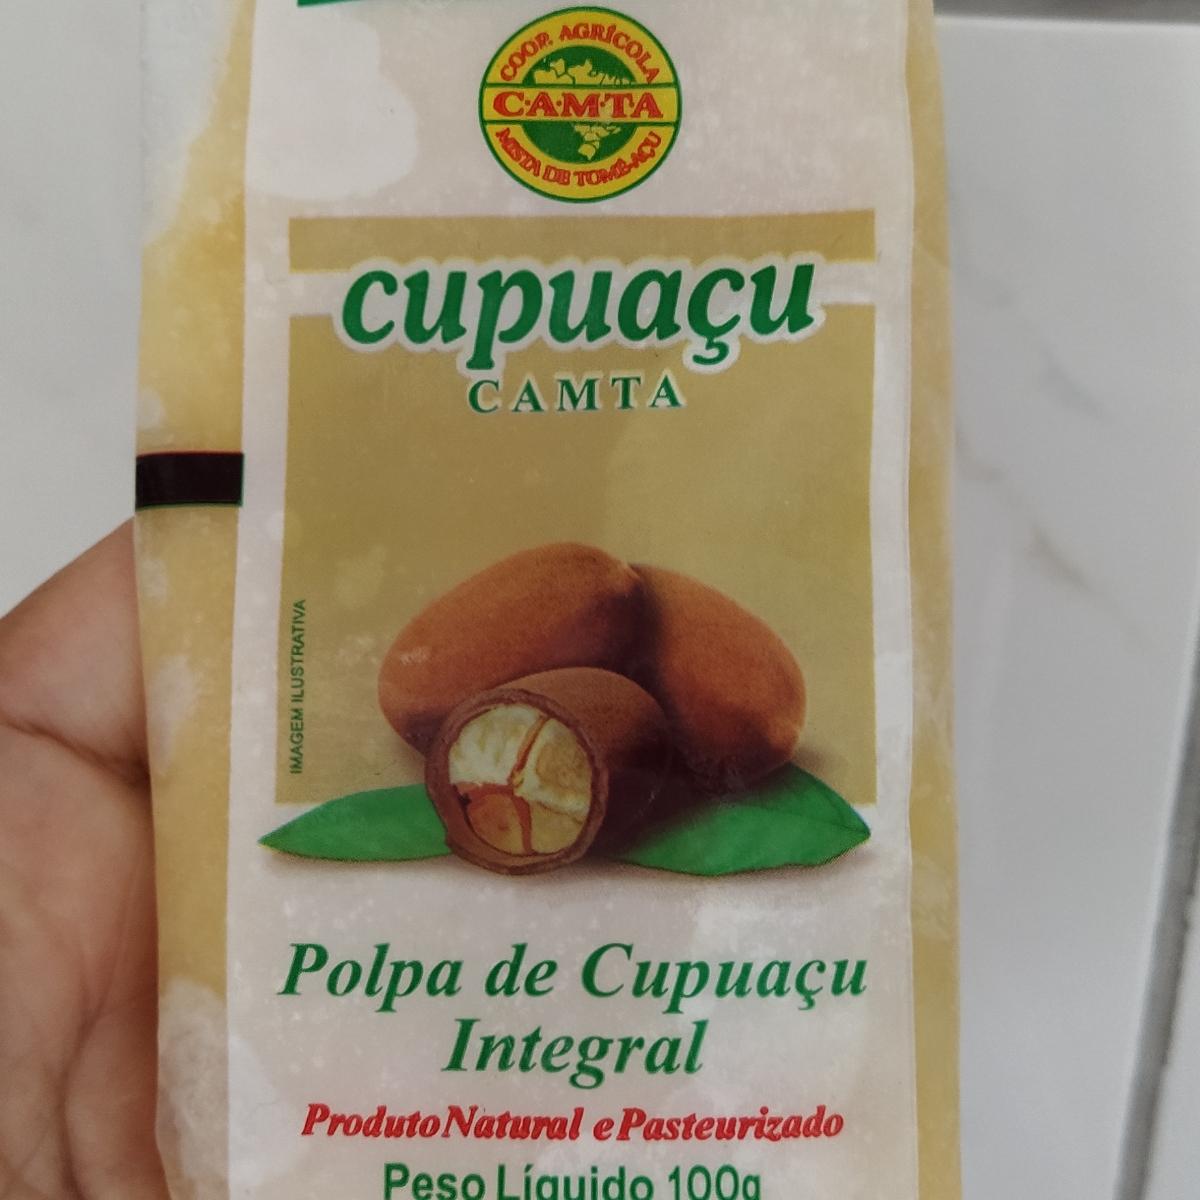 COOP. AGRÍCOLA
C·A·M·T·A
MISTA DE TOMÉ-AÇU
cupuaçu
CAMTA
IMAGEM ILUSTRATIVA
Polpa de Cupuaçu
Integral
Produto Natural e Pasteurizado
Peso Líquido 100g